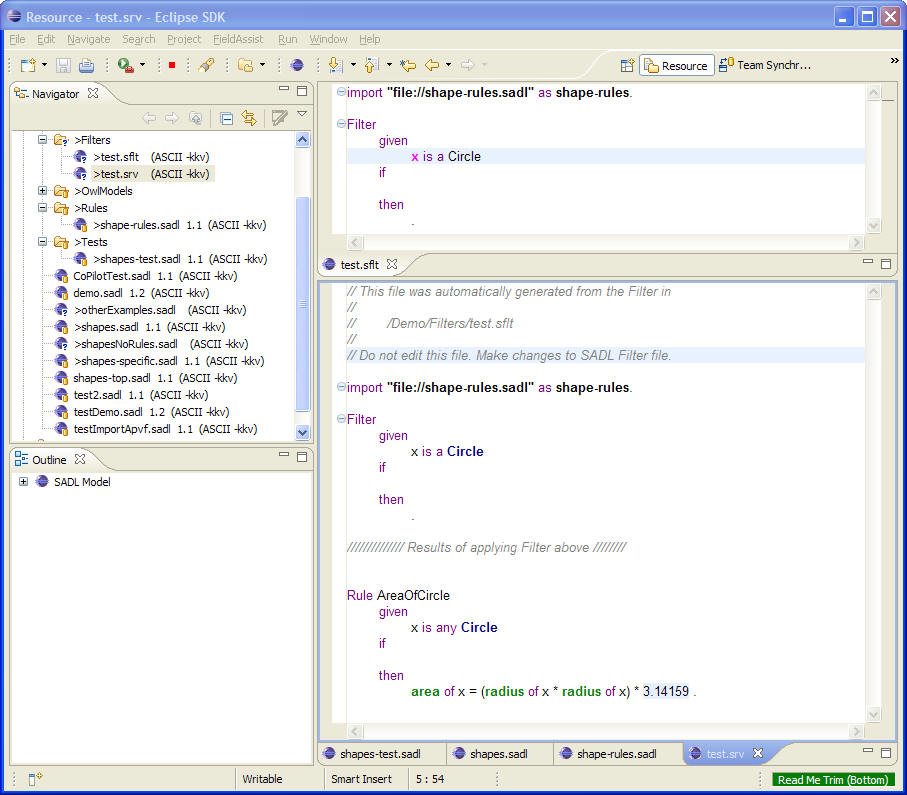 Resource - test.srv - Eclipse SDK
File Edit Navigate Search Project FieldAssist Run Window Help
Resource Team Synchr... »
Navigator
>Filters
>test.sflt (ASCII -kkv)
>test.srv (ASCII -kkv)
>OwlModels
>Rules
>shape-rules.sadl 1.1 (ASCII -kkv)
>Tests
>shapes-test.sadl 1.1 (ASCII -kkv)
CoPilotTest.sadl 1.1 (ASCII -kkv)
demo.sadl 1.2 (ASCII -kkv)
>otherExamples.sadl (ASCII -kkv)
>shapes.sadl 1.1 (ASCII -kkv)
>shapesNoRules.sadl (ASCII -kkv)
>shapes-specific.sadl 1.1 (ASCII -kkv)
shapes-top.sadl 1.1 (ASCII -kkv)
test2.sadl 1.1 (ASCII -kkv)
testDemo.sadl 1.2 (ASCII -kkv)
testImportApvf.sadl 1.1 (ASCII -kkv)
Outline
SADL Model
import "file://shape-rules.sadl" as shape-rules.
Filter
given
x is a Circle
if
then
.
test.sflt
// This file was automatically generated from the Filter in
//
// /Demo/Filters/test.sflt
//
// Do not edit this file. Make changes to SADL Filter file.
import "file://shape-rules.sadl" as shape-rules.
Filter
given
x is a Circle
if
then
.
////////////// Results of applying Filter above ////////
Rule AreaOfCircle
given
x is any Circle
if
then
area of x = (radius of x * radius of x) * 3.14159 .
shapes-test.sadl shapes.sadl shape-rules.sadl test.srv
Writable Smart Insert 5 : 54 Read Me Trim (Bottom)